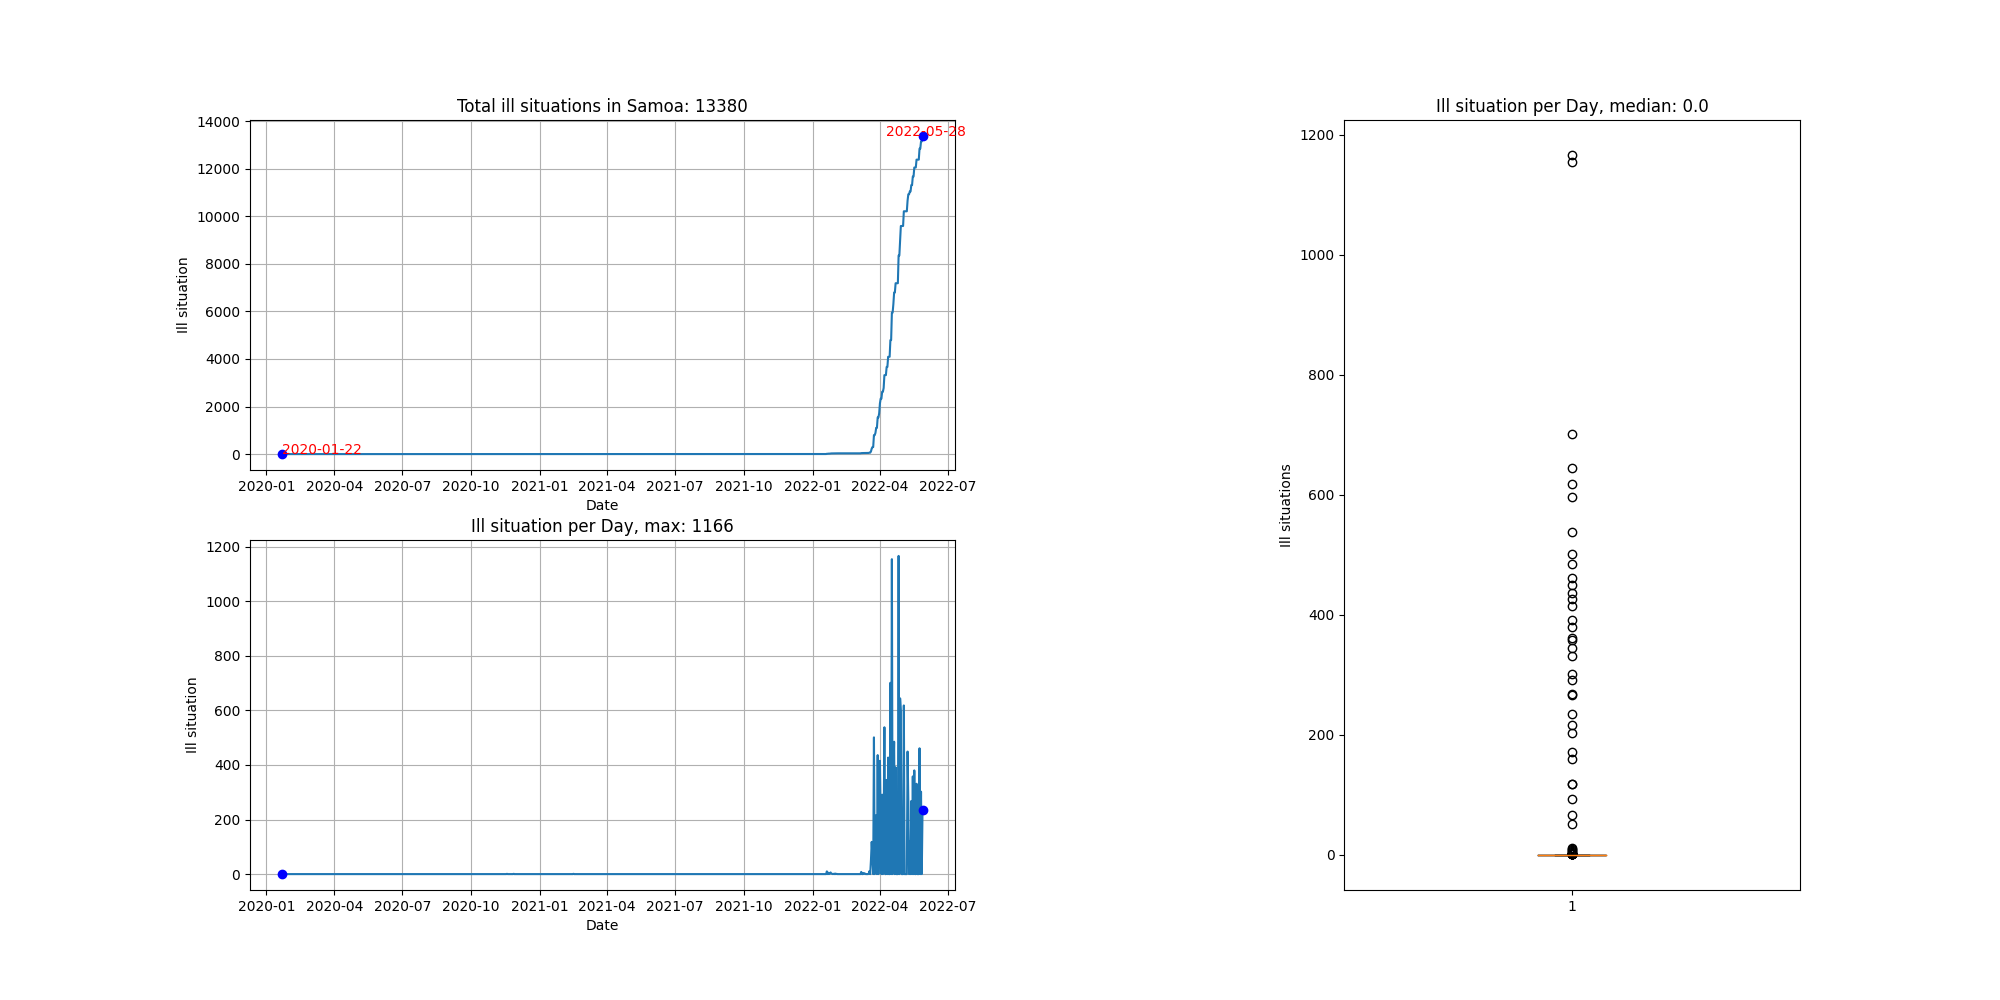 Total ill situations in Samoa: 13380
14000
12000
10000
8000
6000
4000
2000
0
Ill situation
2022-05-28
2020-01-22
2020-01 2020-04 2020-07 2020-10 2021-01 2021-04 2021-07 2021-10 2022-01 2022-04 2022-07
Date
Ill situation per Day, max: 1166
1200
1000
800
600
400
200
0
Ill situation
2020-01 2020-04 2020-07 2020-10 2021-01 2021-04 2021-07 2021-10 2022-01 2022-04 2022-07
Date
Ill situation per Day, median: 0.0
1200
1000
800
600
400
200
0
Ill situations
1